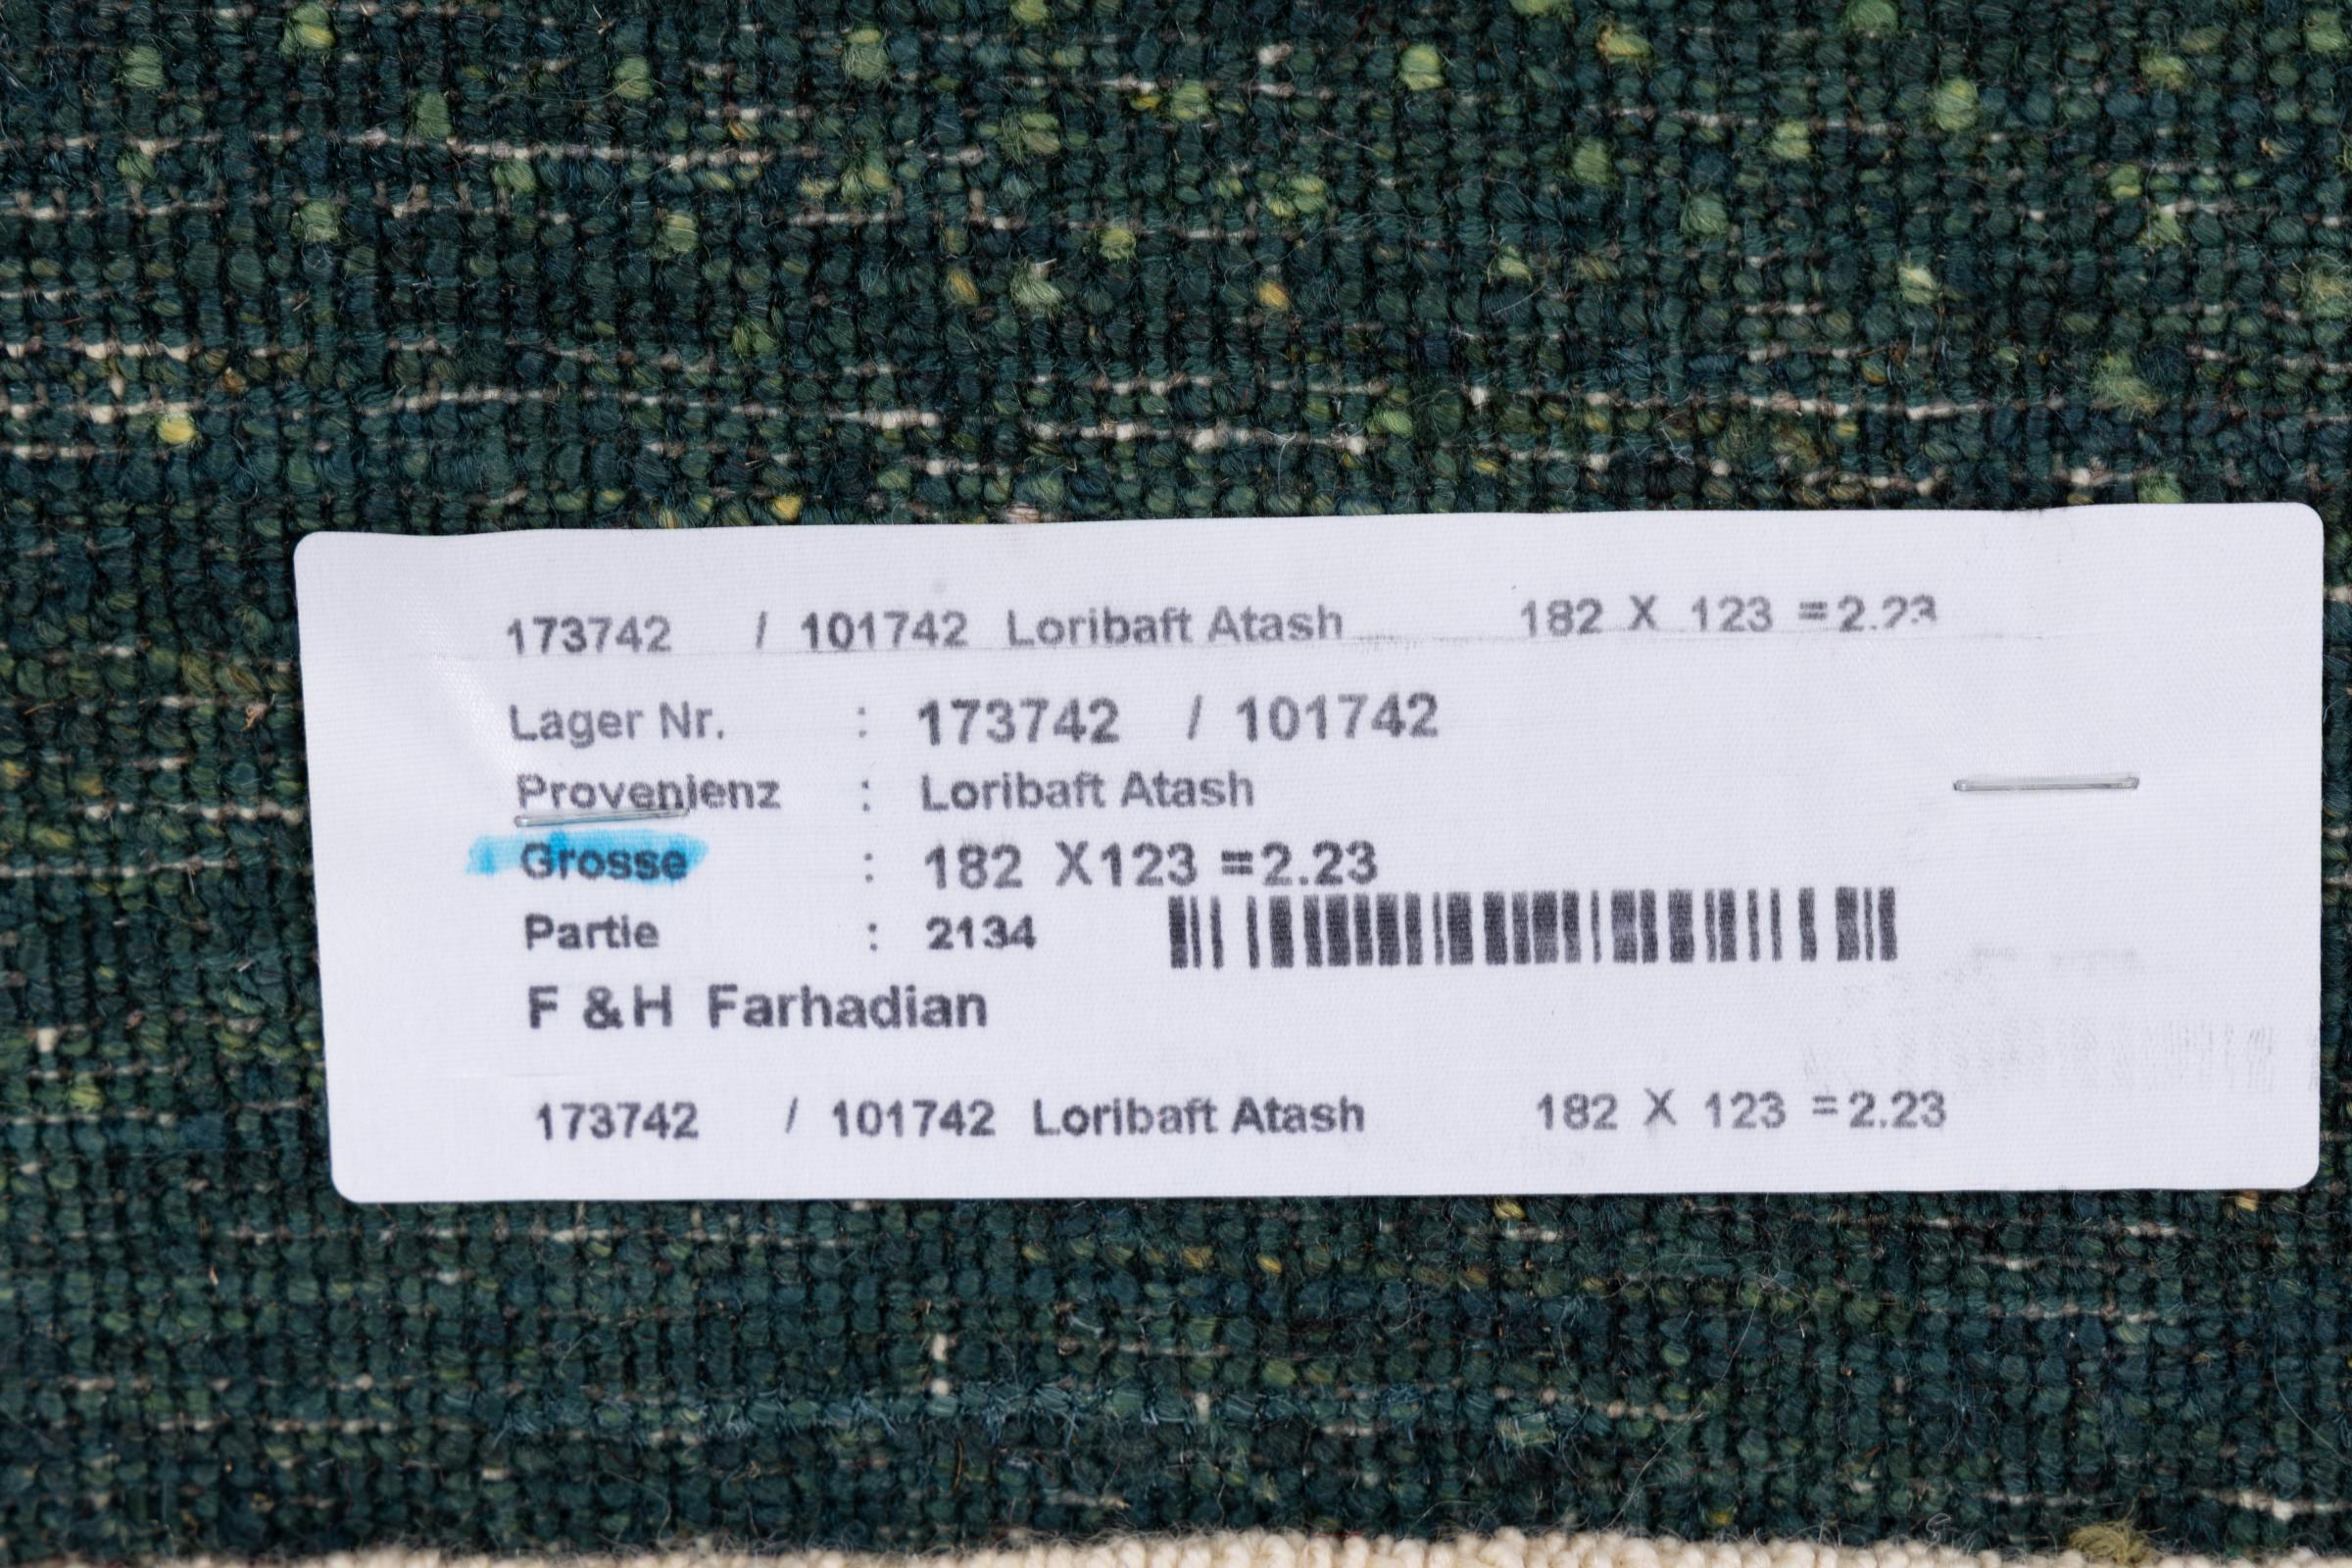 173742 / 101742 Loribaft Atash 182 X 123 =2.23
Lager Nr. : 173742 / 101742
Provenienz : Loribaft Atash
Grosse : 182 X123 =2.23
Partie : 2134
F &H Farhadian
173742 / 101742 Loribaft Atash 182 X 123 =2.23